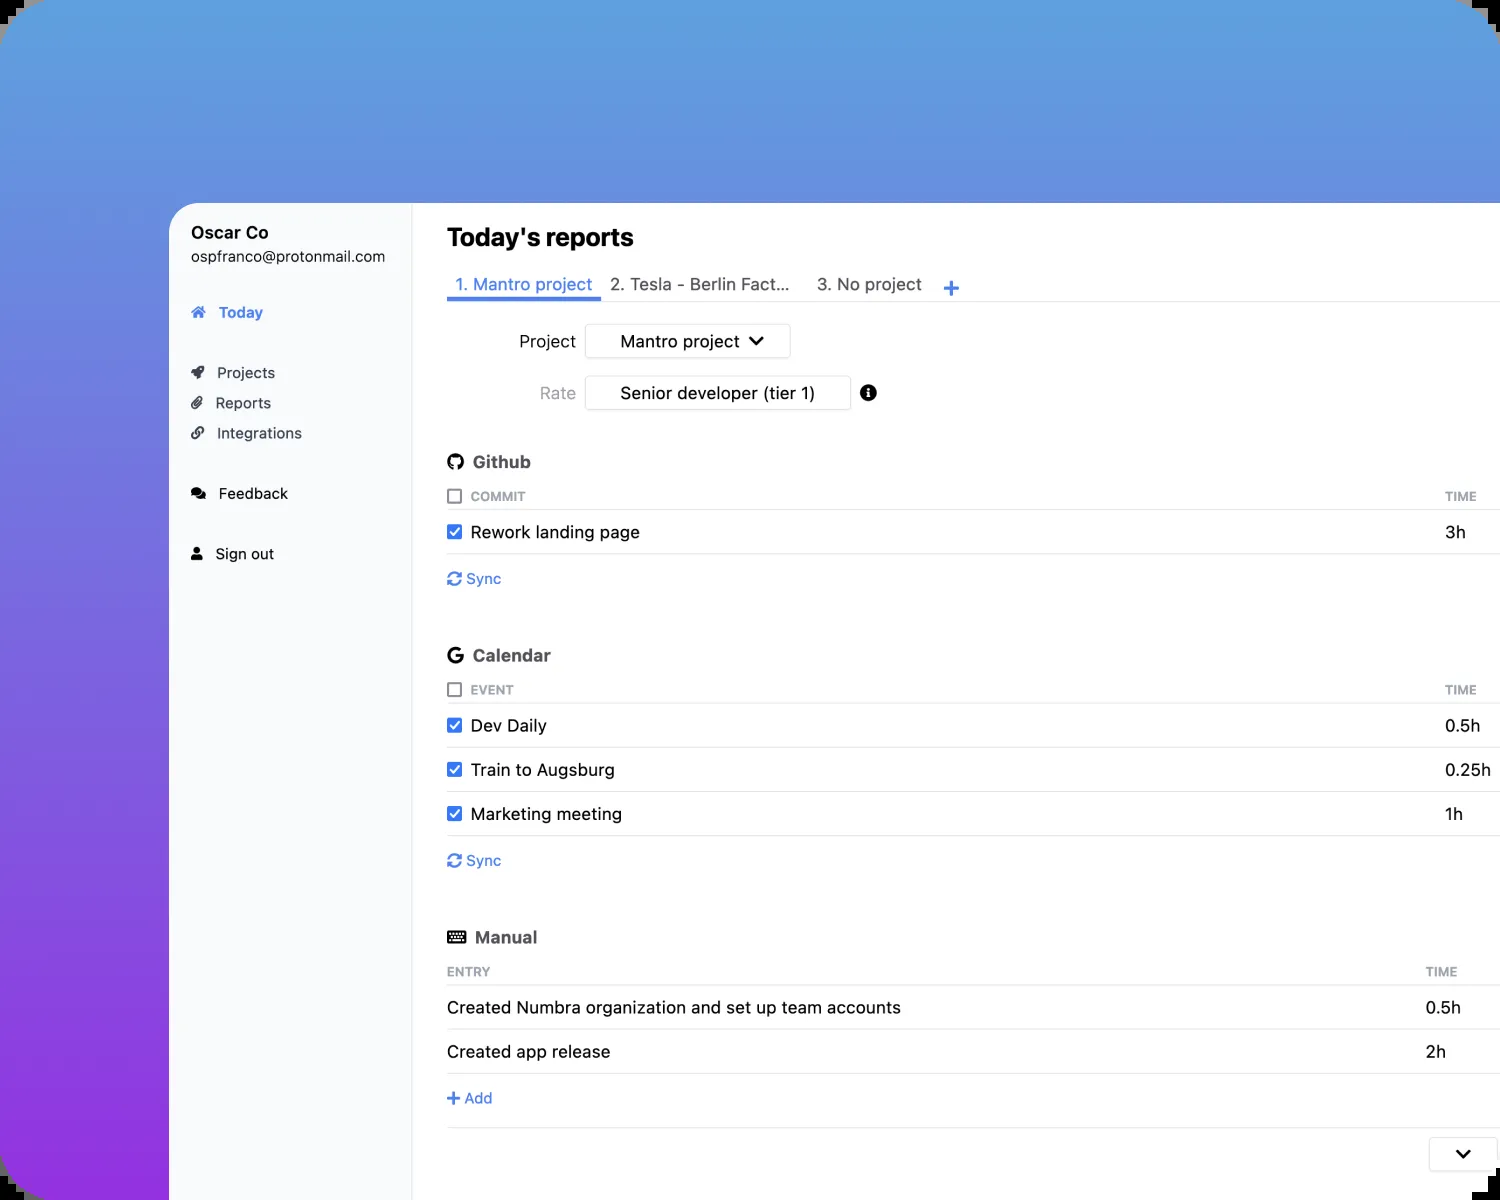 Oscar Co
ospfranco@protonmail.com
Today
Projects
Reports
Integrations
Feedback
Sign out
Today's reports
1. Mantro project 2. Tesla - Berlin Fact... 3. No project
Project Mantro project
Rate Senior developer (tier 1)
Github
COMMIT TIME
Rework landing page 3h
Sync
Calendar
EVENT TIME
Dev Daily 0.5h
Train to Augsburg 0.25h
Marketing meeting 1h
Sync
Manual
ENTRY TIME
Created Numbra organization and set up team accounts 0.5h
Created app release 2h
Add